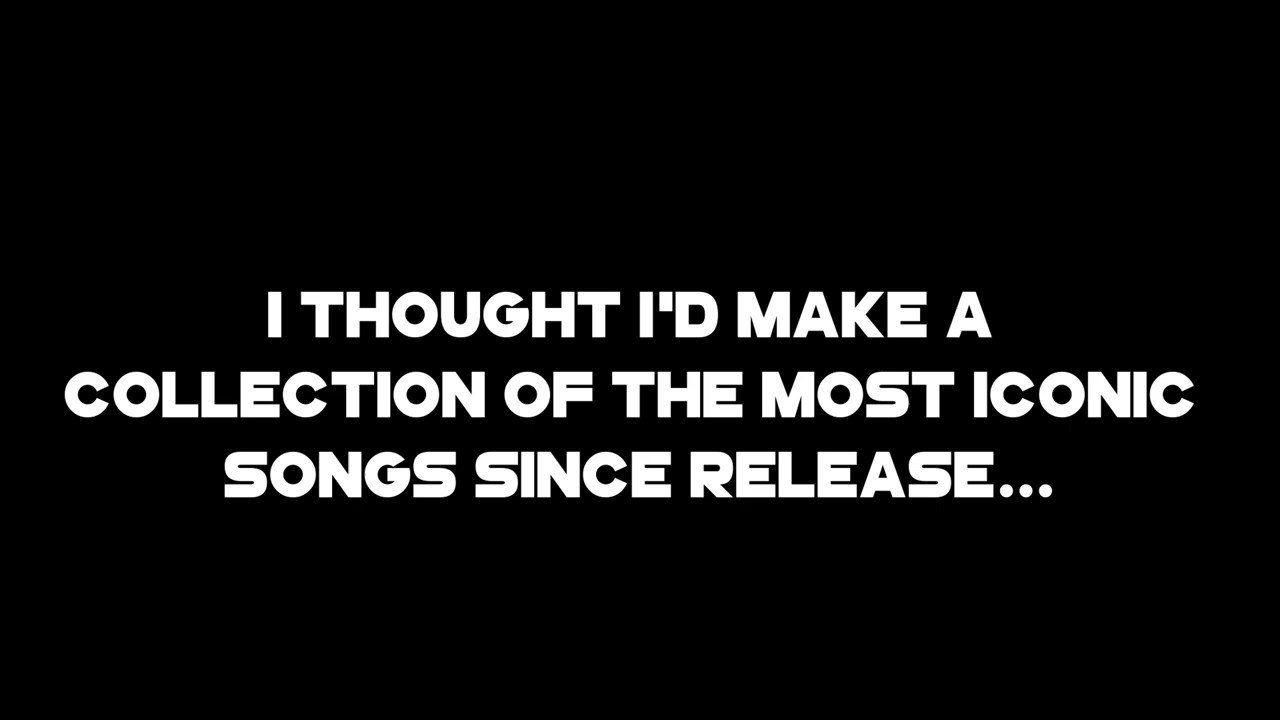 I THOUGHT I'D MAKE A
COLLECTION OF THE MOST ICONIC
SONGS SINCE RELEASE...